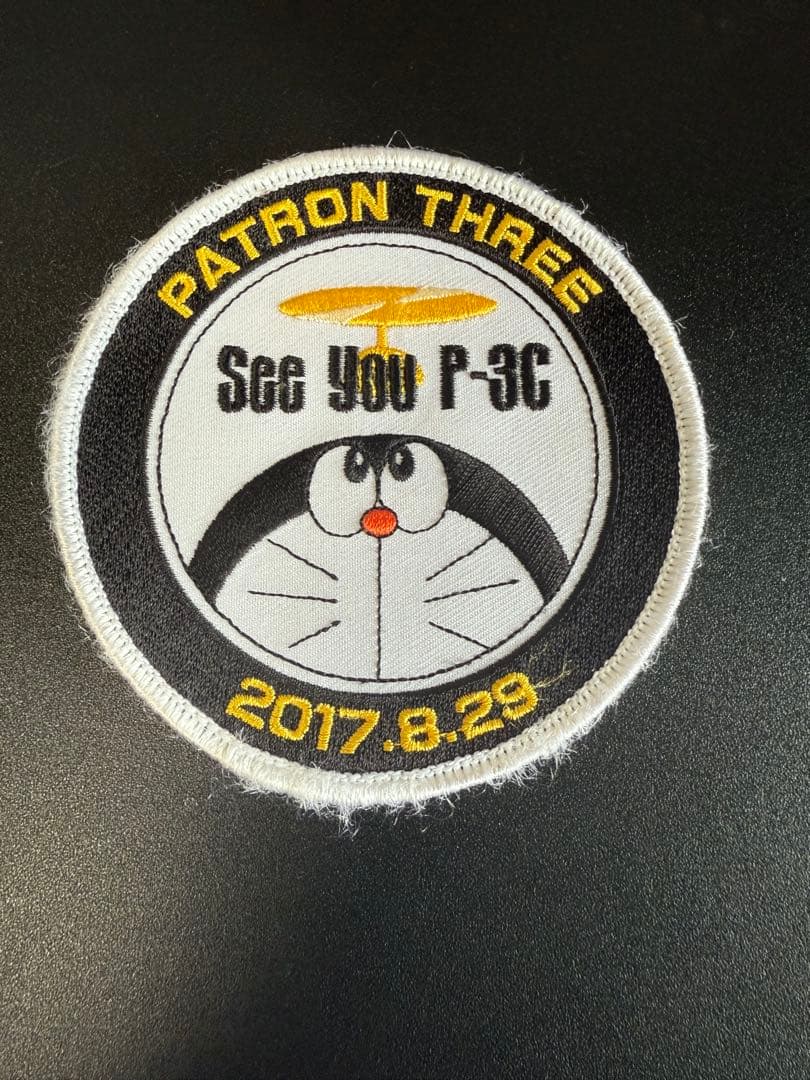 PATRON THREE
See You P-3C
2017.8.29